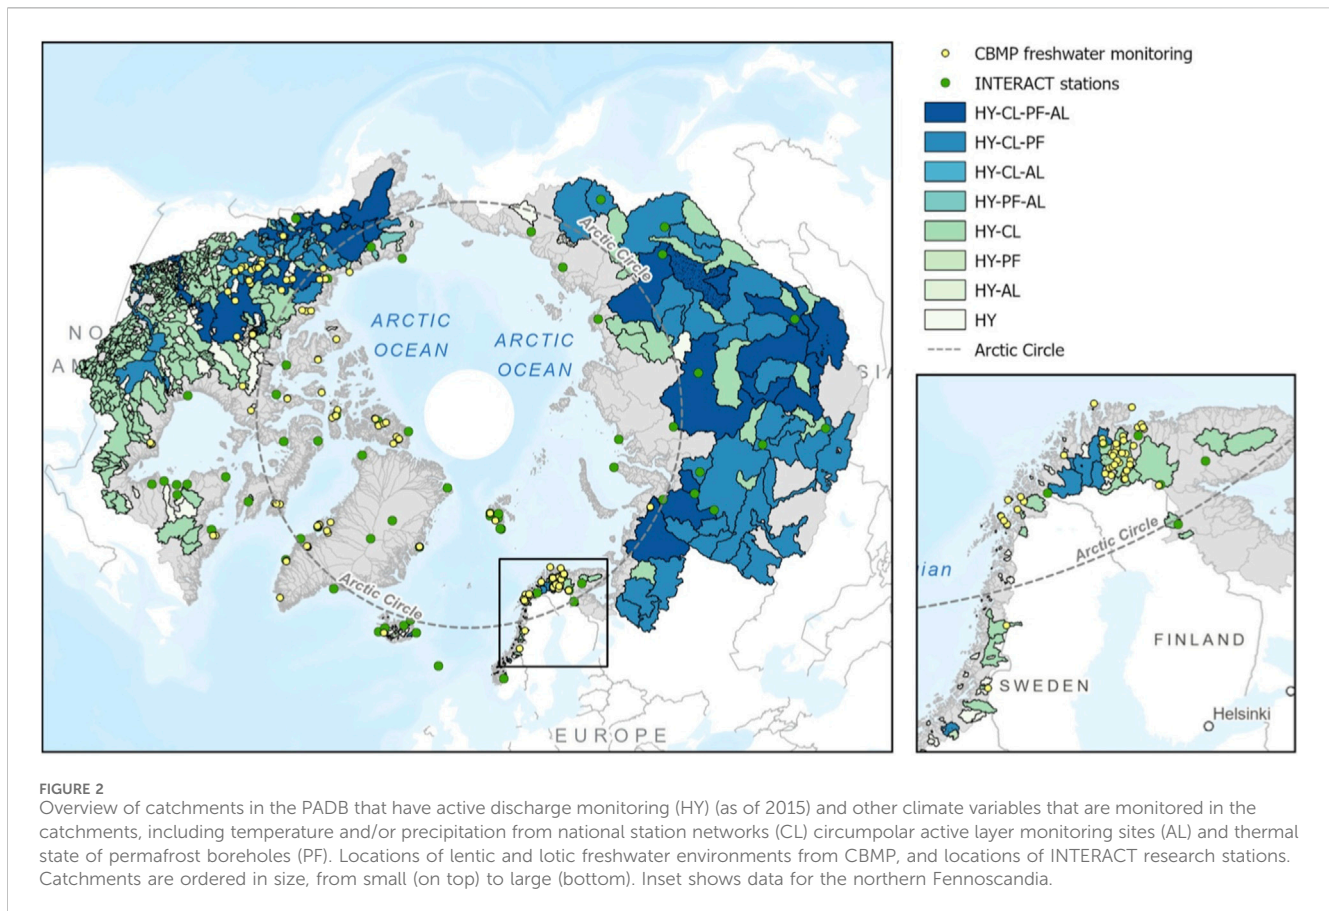 CBMP freshwater monitoring
INTERACT stations
HY-CL-PF-AL
HY-CL-PF
HY-CL-AL
HY-PF-AL
HY-CL
HY-PF
HY-AL
HY
Arctic Circle
Arctic Circle
NO
AM
ARCTIC
OCEAN
ARCTIC
OCEAN
SIA
Arctic Circle
EUROPE
Arctic Circle
ian
FINLAND
SWEDEN
Helsinki
FIGURE 2
Overview of catchments in the PADB that have active discharge monitoring (HY) (as of 2015) and other climate variables that are monitored in the
catchments, including temperature and/or precipitation from national station networks (CL) circumpolar active layer monitoring sites (AL) and thermal
state of permafrost boreholes (PF). Locations of lentic and lotic freshwater environments from CBMP, and locations of INTERACT research stations.
Catchments are ordered in size, from small (on top) to large (bottom). Inset shows data for the northern Fennoscandia.